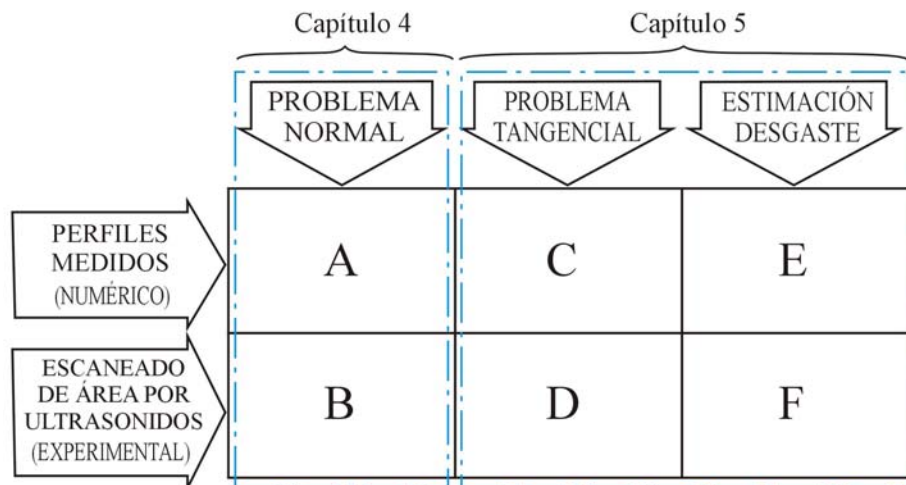 Capítulo 4
Capítulo 5
PROBLEMA
NORMAL
PROBLEMA
TANGENCIAL
ESTIMACIÓN
DESGASTE
PERFILES
MEDIDOS
(NUMÉRICO)
A
C
E
ESCANEADO
DE ÁREA POR
ULTRASONIDOS
(EXPERIMENTAL)
B
D
F